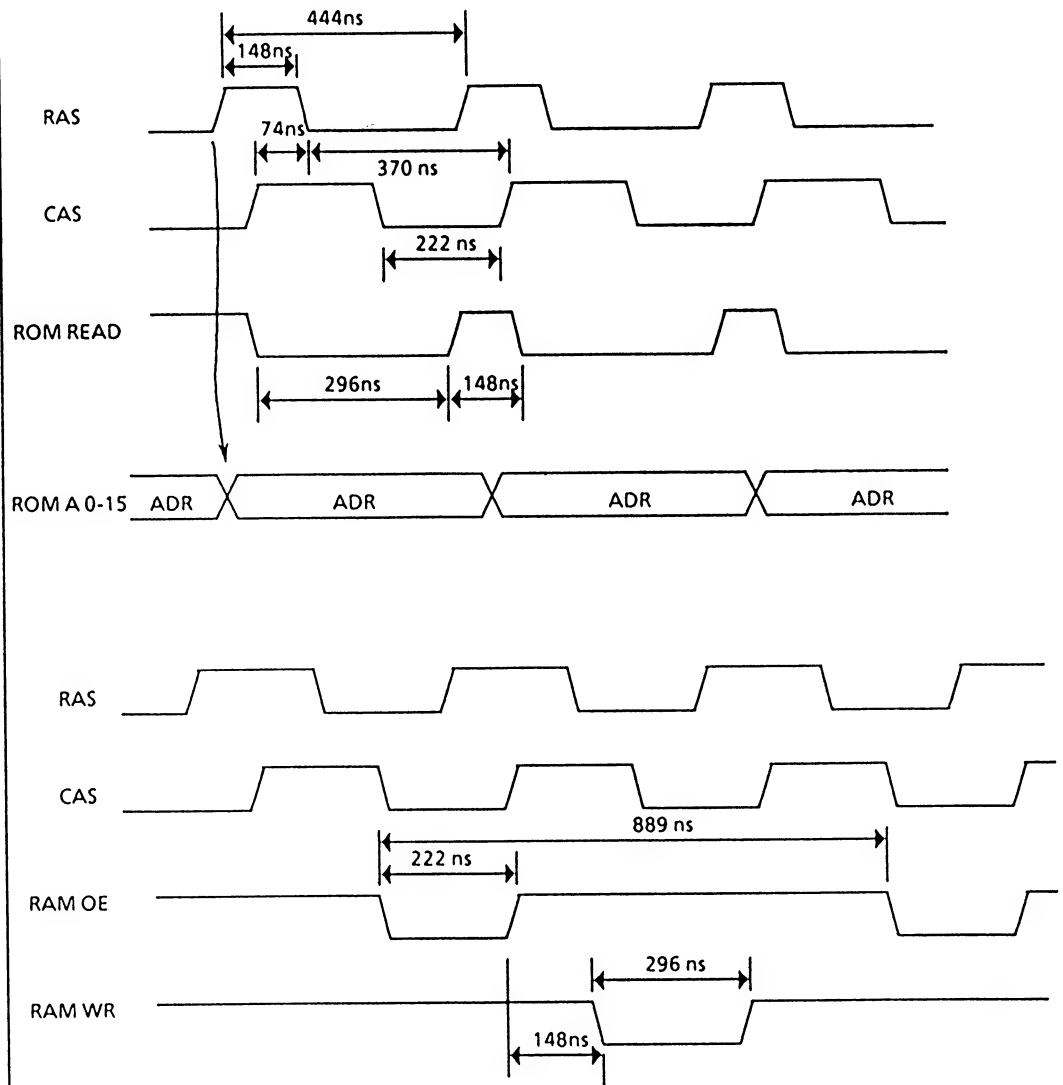 444ns
148ns
RAS
74ns
370 ns
CAS
222 ns
ROM READ
296ns
148ns
ROM A 0-15
ADR
ADR
ADR
ADR
RAS
CAS
889 ns
222 ns
RAM OE
296 ns
RAM WR
148ns